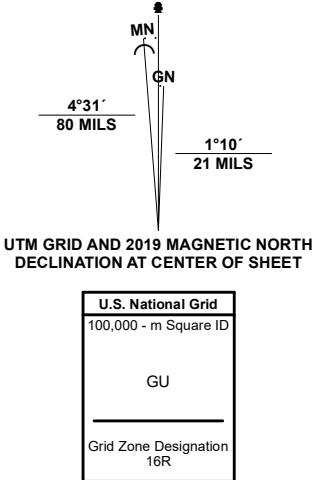 MN
GN
4°31´
80 MILS
1°10´
21 MILS
UTM GRID AND 2019 MAGNETIC NORTH
DECLINATION AT CENTER OF SHEET
U.S. National Grid
100,000 - m Square ID
GU
Grid Zone Designation
16R